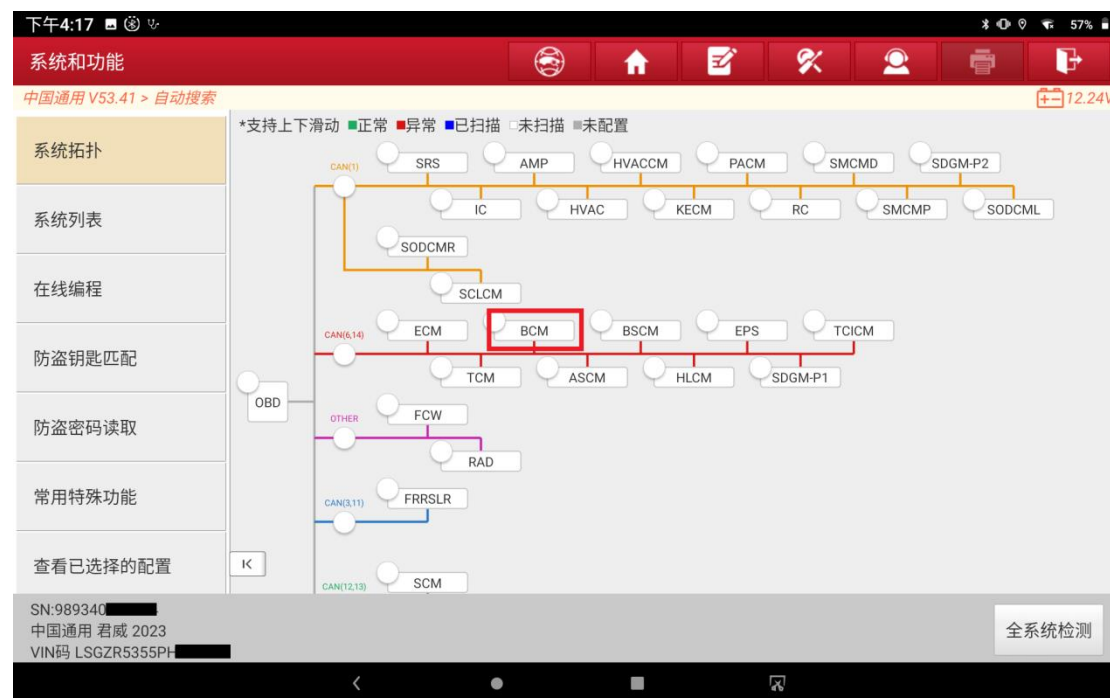 下午4:17
57%
系统和功能
中国通用 V53.41 > 自动搜索
12.24V
系统拓扑
系统列表
在线编程
防盗钥匙匹配
防盗密码读取
常用特殊功能
查看已选择的配置
*支持上下滑动 正常 异常 已扫描 未扫描 未配置
CAN(1)
SRS AMP HVACCM PACM SMCMD SDGM-P2
IC HVAC KECM RC SMCMP SODCML
SODCMR
SCLCM
CAN(6,14)
ECM BCM BSCM EPS TCICM
TCM ASCM HLCM SDGM-P1
OBD
OTHER
FCW
RAD
CAN(3,11)
FRRSLR
CAN(12,13)
SCM
SN:989340
中国通用 君威 2023
VIN码 LSGZR5355PH
全系统检测